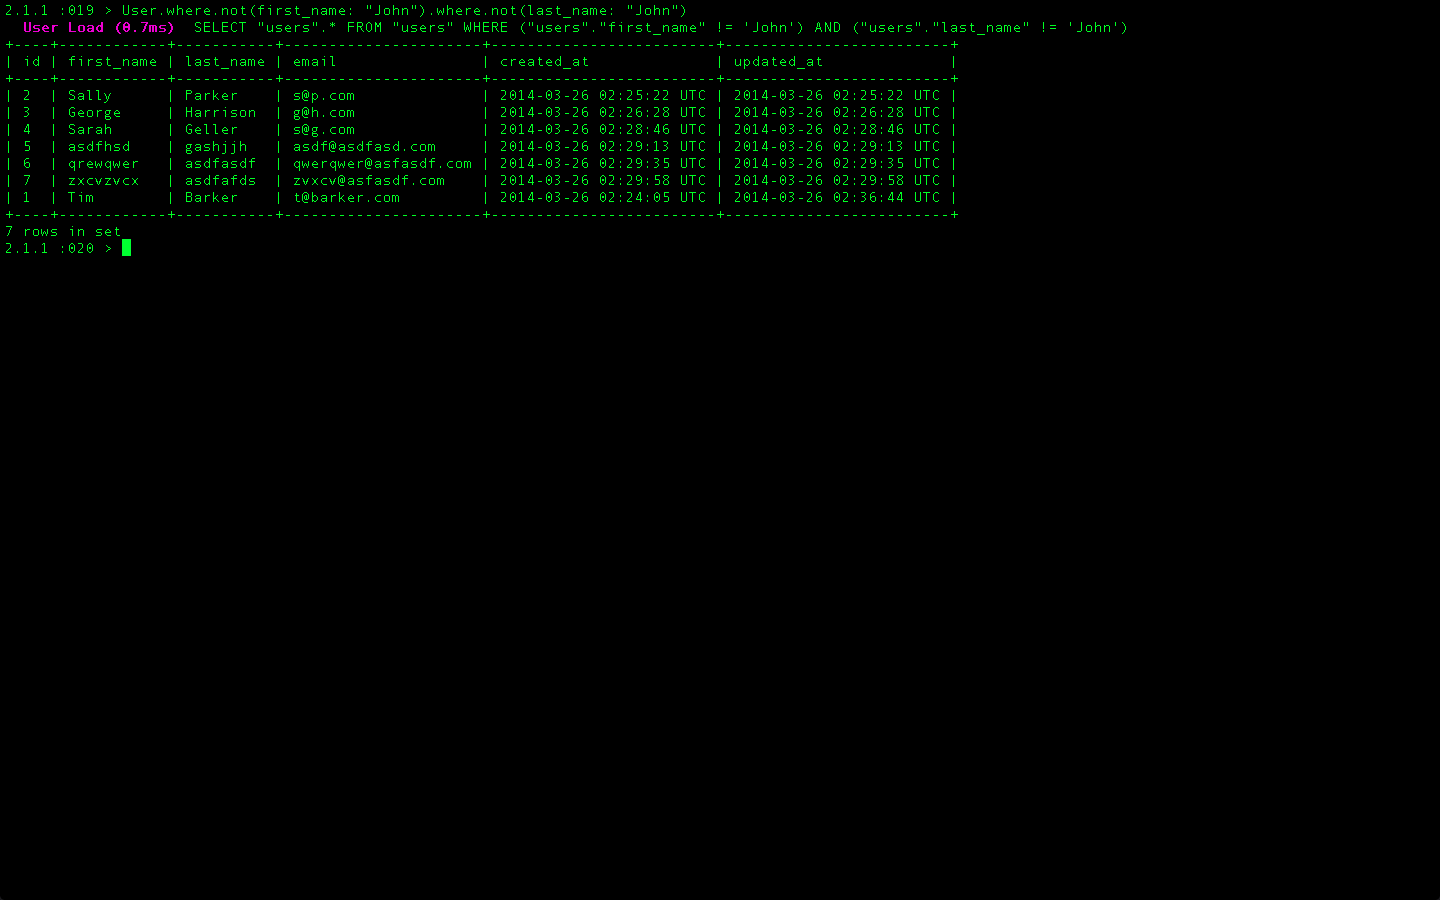 2.1.1 :019 > User.where.not(first_name: "John").where.not(last_name: "John")
  User Load (0.7ms)  SELECT "users".* FROM "users" WHERE ("users"."first_name" != 'John') AND ("users"."last_name" != 'John')
+----+------------+-----------+----------------------+-------------------------+-------------------------+
| id | first_name | last_name | email                | created_at              | updated_at              |
+----+------------+-----------+----------------------+-------------------------+-------------------------+
| 2  | Sally      | Parker    | s@p.com              | 2014-03-26 02:25:22 UTC | 2014-03-26 02:25:22 UTC |
| 3  | George     | Harrison  | g@h.com              | 2014-03-26 02:26:28 UTC | 2014-03-26 02:26:28 UTC |
| 4  | Sarah      | Geller    | s@g.com              | 2014-03-26 02:28:46 UTC | 2014-03-26 02:28:46 UTC |
| 5  | asdfhsd    | gashjjh   | asdf@asdfasd.com     | 2014-03-26 02:29:13 UTC | 2014-03-26 02:29:13 UTC |
| 6  | qrewqwer   | asdfasdf  | qwerqwer@asfasdf.com | 2014-03-26 02:29:35 UTC | 2014-03-26 02:29:35 UTC |
| 7  | zxcvzvcx   | asdfafds  | zvxcv@asfasdf.com    | 2014-03-26 02:29:58 UTC | 2014-03-26 02:29:58 UTC |
| 1  | Tim        | Barker    | t@barker.com         | 2014-03-26 02:24:05 UTC | 2014-03-26 02:36:44 UTC |
+----+------------+-----------+----------------------+-------------------------+-------------------------+
7 rows in set
2.1.1 :020 >